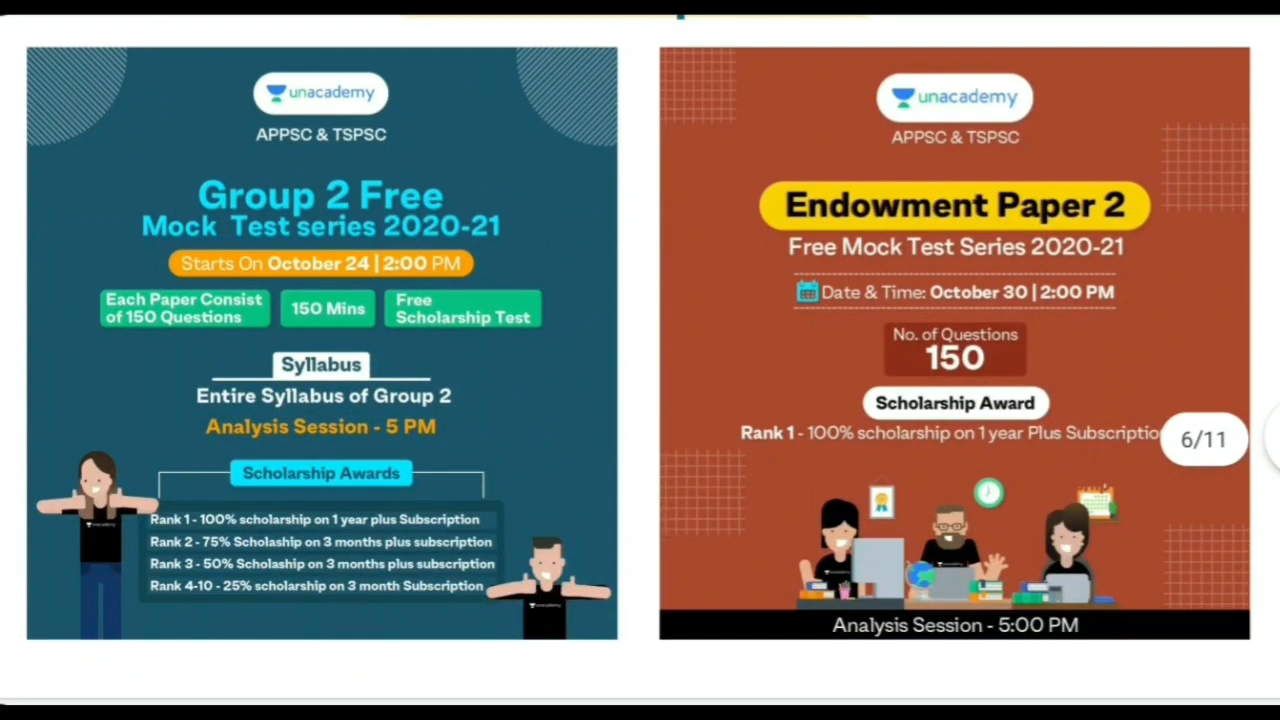 unacademy
APPSC & TSPSC
Group 2 Free
Mock Test series 2020-21
Starts On October 24 | 2:00 PM
Each Paper Consist
of 150 Questions
150 Mins
Free
Scholarship Test
Syllabus
Entire Syllabus of Group 2
Analysis Session - 5 PM
Scholarship Awards
Rank 1 - 100% scholarship on 1 year plus Subscription
Rank 2 - 75% Scholaship on 3 months plus subscription
Rank 3 - 50% Scholaship on 3 months plus subscription
Rank 4-10 - 25% scholarship on 3 month Subscription
unacademy
unacademy
unacademy
APPSC & TSPSC
Endowment Paper 2
Free Mock Test Series 2020-21
Date & Time: October 30 | 2:00 PM
No. of Questions
150
Scholarship Award
Rank 1 - 100% scholarship on 1 year Plus Subscriptio
6/11
Analysis Session - 5:00 PM